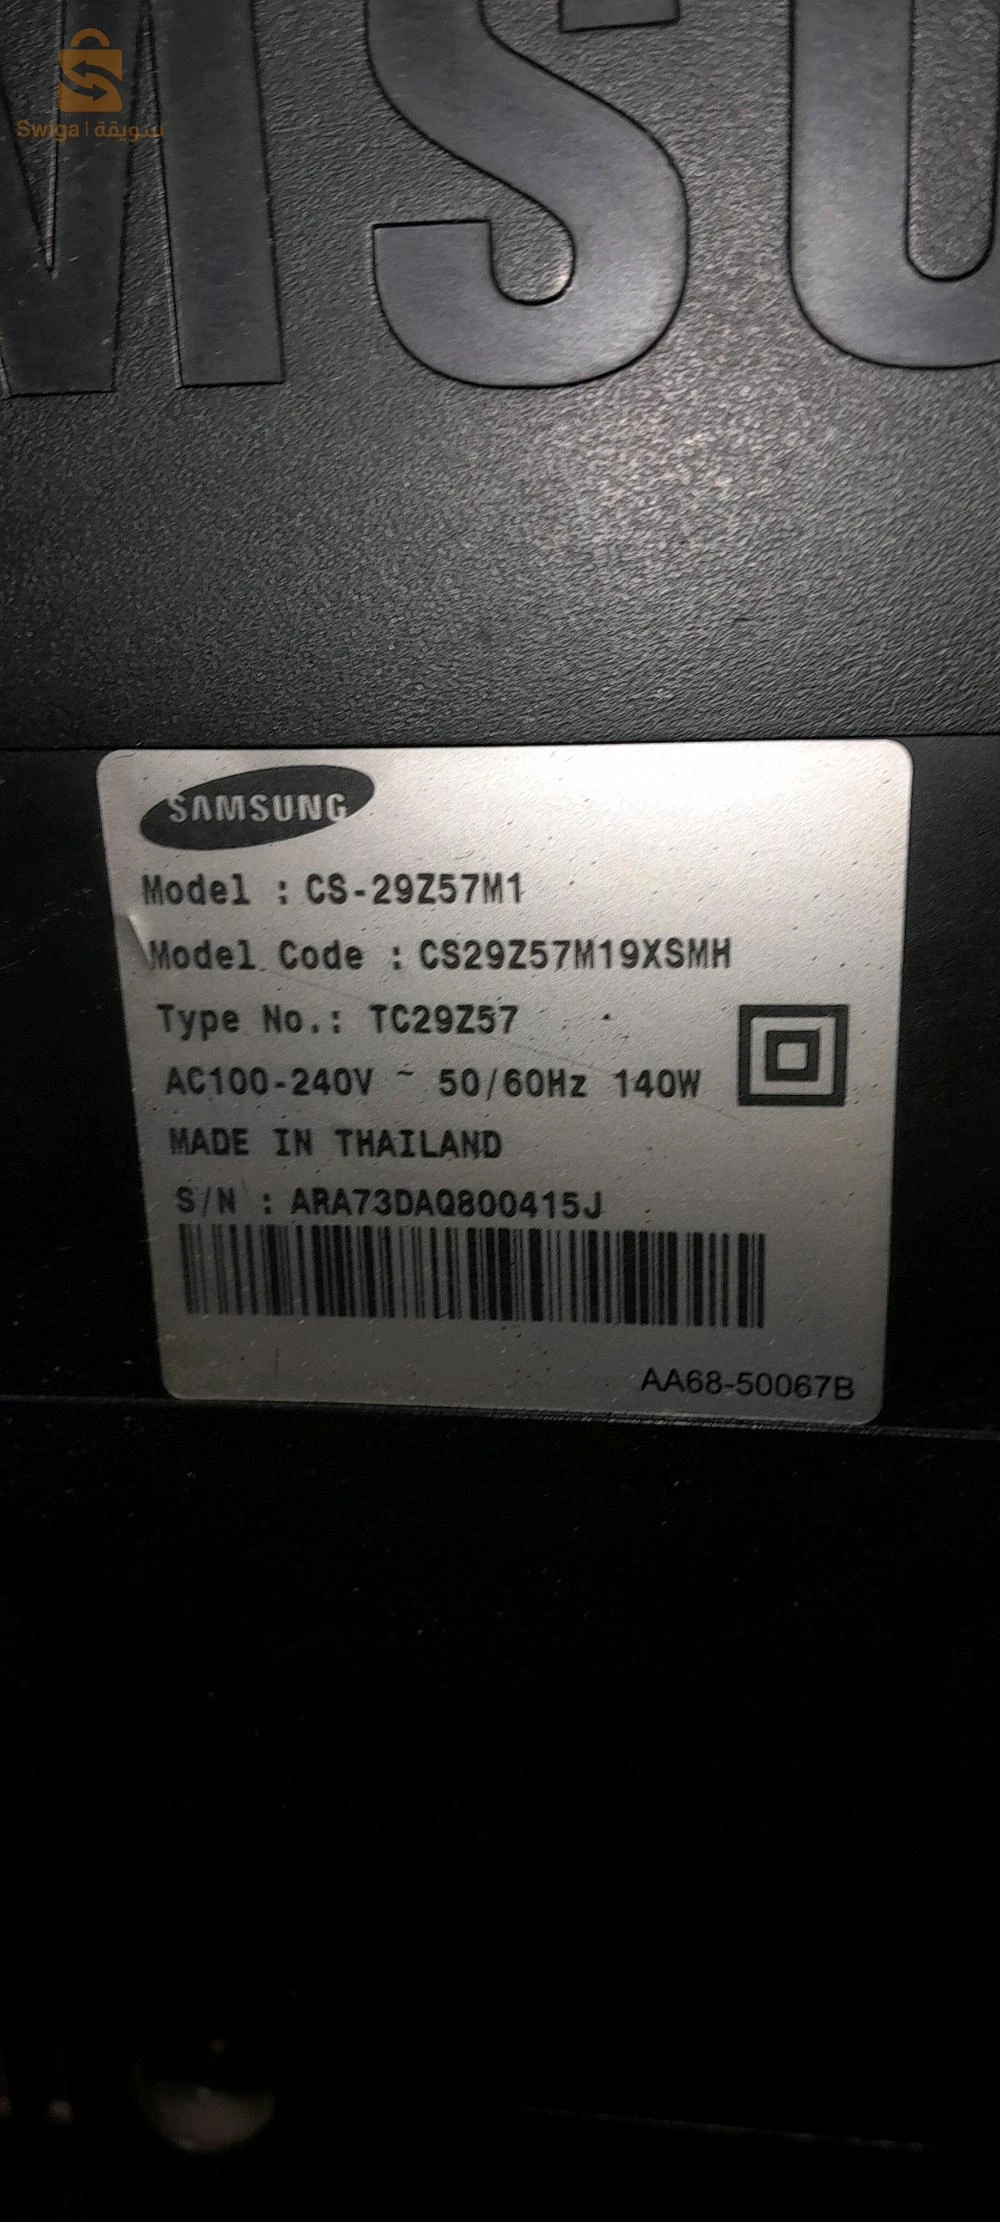 Swiga | سويقة
MSU
SAMSUNG
Model : CS-29Z57M1
Model Code : CS29Z57M19XSMH
Type No.: TC29Z57
AC100-240V ~ 50/60Hz 140W
MADE IN THAILAND
S/N : ARA73DAQ800415J
AA68-50067B